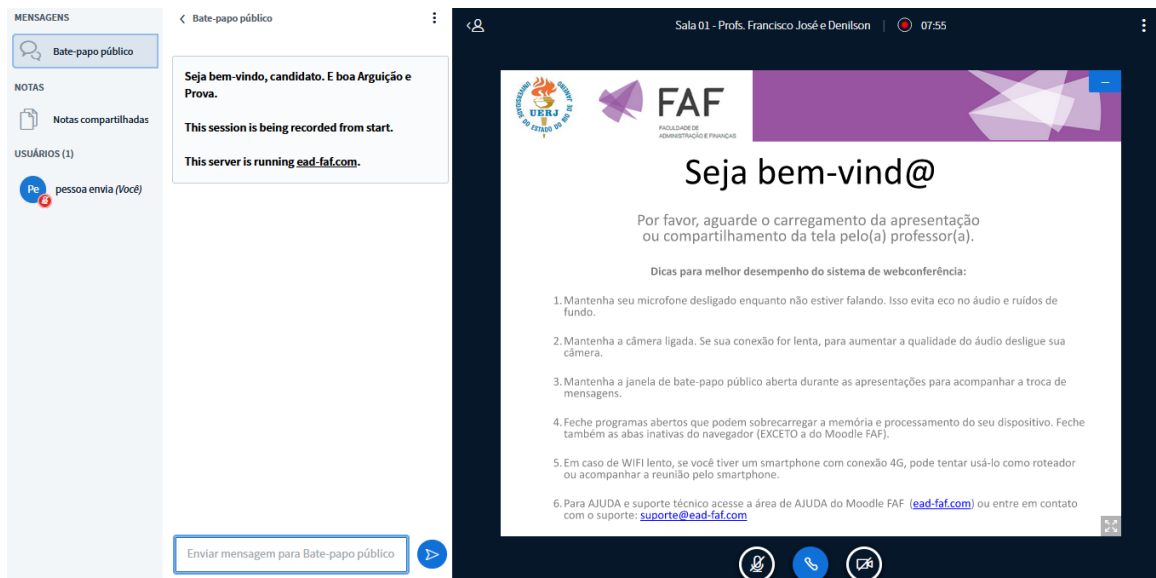 MENSAGENS
Bate-papo público
NOTAS
Notas compartilhadas
USUÁRIOS (1)
Pe
pessoa envia (Você)
Bate-papo público
Seja bem-vindo, candidato. E boa Arguição e
Prova.
This session is being recorded from start.
This server is running ead-faf.com.
Enviar mensagem para Bate-papo público
Sala 01 - Profs. Francisco José e Denilson
07:55
UNIVERSIDADE DO ESTADO DO RIO DE JANEIRO
UERJ
FAF
FACULDADE DE
ADMINISTRAÇÃO E FINANÇAS
Seja bem-vind@
Por favor, aguarde o carregamento da apresentação
ou compartilhamento da tela pelo(a) professor(a).
Dicas para melhor desempenho do sistema de webconferência:
1. Mantenha seu microfone desligado enquanto não estiver falando. Isso evita eco no áudio e ruídos de
fundo.
2. Mantenha a câmera ligada. Se sua conexão for lenta, para aumentar a qualidade do áudio desligue sua
câmera.
3. Mantenha a janela de bate-papo público aberta durante as apresentações para acompanhar a troca de
mensagens.
4. Feche programas abertos que podem sobrecarregar a memória e processamento do seu dispositivo. Feche
também as abas inativas do navegador (EXCETO a do Moodle FAF).
5. Em caso de WIFI lento, se você tiver um smartphone com conexão 4G, pode tentar usá-lo como roteador
ou acompanhar a reunião pelo smartphone.
6. Para AJUDA e suporte técnico acesse a área de AJUDA do Moodle FAF (ead-faf.com) ou entre em contato
com o suporte: suporte@ead-faf.com